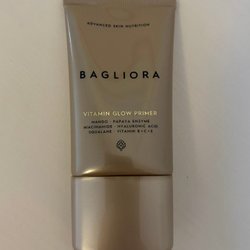 ADVANCED SKIN NUTRITION
BAGLIORA
VITAMIN GLOW PRIMER
MANGO · PAPAYA ENZYME
NIACINAMIDE · HYALURONIC ACID
SQUALANE · VITAMIN B+C+E